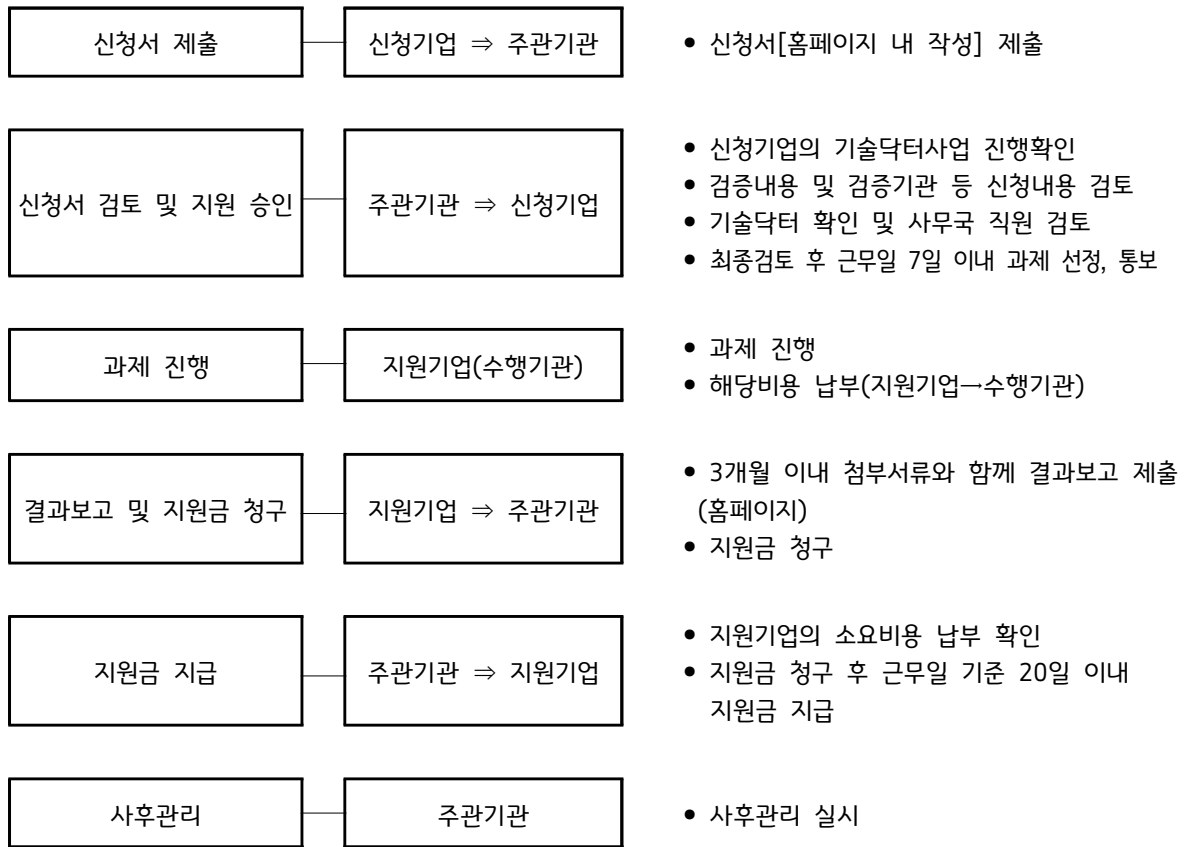 신청서 제출
신청기업 ⇒ 주관기관
• 신청서[홈페이지 내 작성] 제출
신청서 검토 및 지원 승인
주관기관 ⇒ 신청기업
• 신청기업의 기술닥터사업 진행확인
• 검증내용 및 검증기관 등 신청내용 검토
• 기술닥터 확인 및 사무국 직원 검토
• 최종검토 후 근무일 7일 이내 과제 선정, 통보
과제 진행
지원기업(수행기관)
• 과제 진행
• 해당비용 납부(지원기업→수행기관)
결과보고 및 지원금 청구
지원기업 ⇒ 주관기관
• 3개월 이내 첨부서류와 함께 결과보고 제출
(홈페이지)
• 지원금 청구
지원금 지급
주관기관 ⇒ 지원기업
• 지원기업의 소요비용 납부 확인
• 지원금 청구 후 근무일 기준 20일 이내
지원금 지급
사후관리
주관기관
• 사후관리 실시